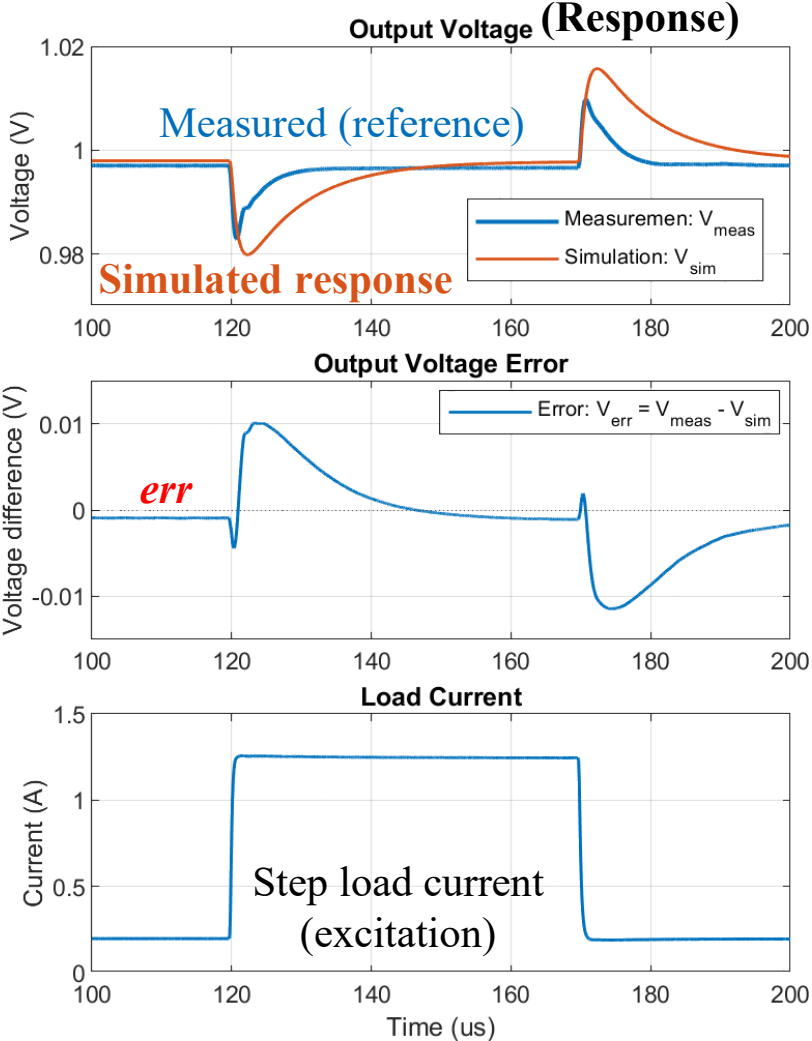 Output Voltage (Response)
1.02
1
0.98
Voltage (V)
Measured (reference)
Measuremen: Vmeas
Simulation: Vsim
Simulated response
100 120 140 160 180 200
Output Voltage Error
0.01
0
-0.01
Voltage difference (V)
Error: Verr = Vmeas - Vsim
err
100 120 140 160 180 200
Load Current
1.5
1
0.5
0
Current (A)
Step load current
(excitation)
100 120 140 160 180 200
Time (us)